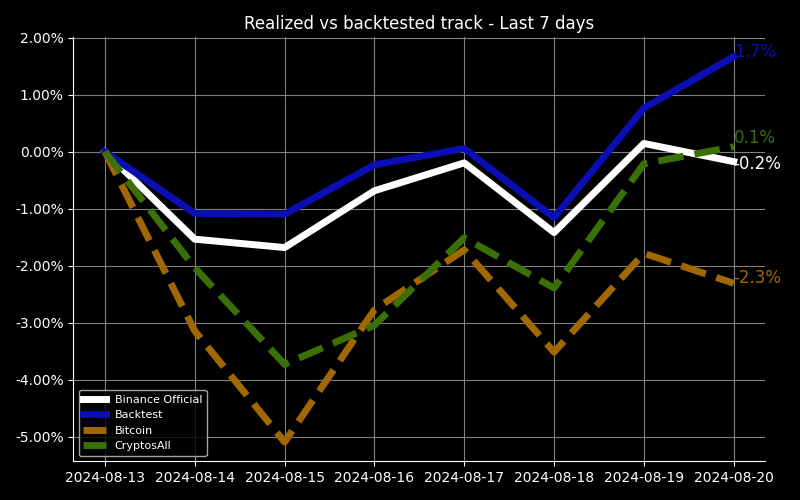 Realized vs backtested track - Last 7 days
2.00%
1.00%
0.00%
-1.00%
-2.00%
-3.00%
-4.00%
-5.00%
1.7%
0.1%
-0.2%
-2.3%
Binance Official
Backtest
Bitcoin
CryptosAll
2024-08-13 2024-08-14 2024-08-15 2024-08-16 2024-08-17 2024-08-18 2024-08-19 2024-08-20